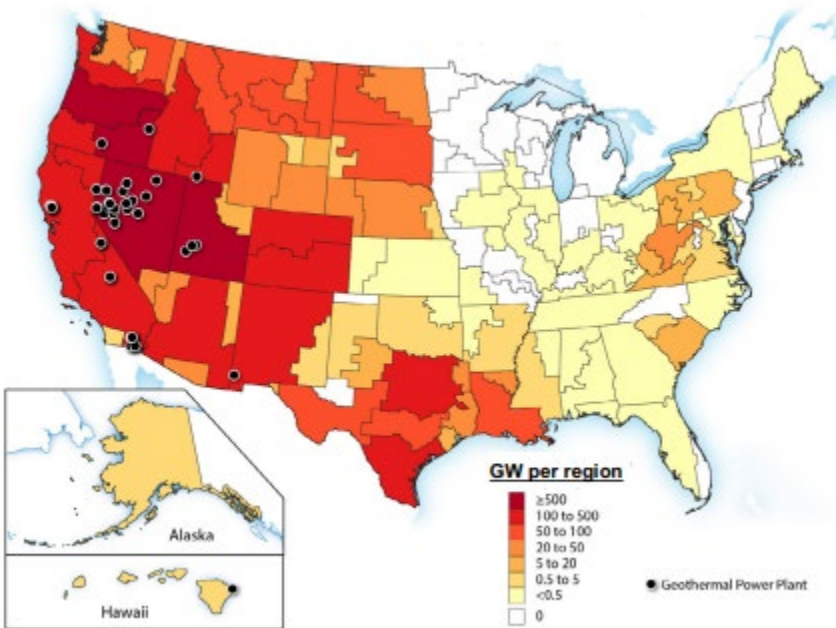 Alaska
Hawaii
GW per region
≥500
100 to 500
50 to 100
20 to 50
5 to 20
0.5 to 5
<0.5
0
Geothermal Power Plant